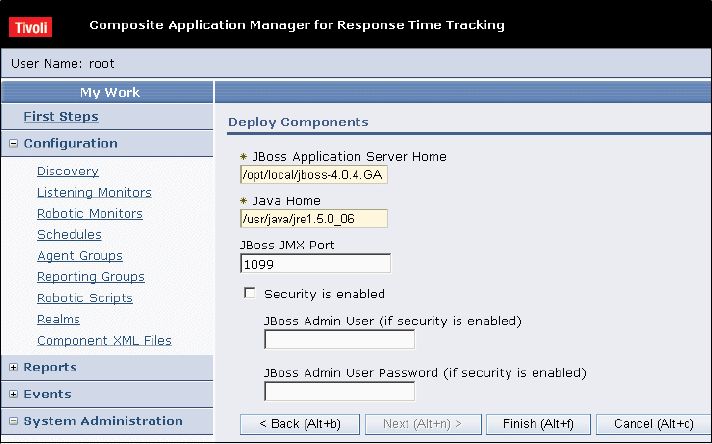 Tivoli
Composite Application Manager for Response Time Tracking
User Name: root
My Work
First Steps
Configuration
Discovery
Listening Monitors
Robotic Monitors
Schedules
Agent Groups
Reporting Groups
Robotic Scripts
Realms
Component XML Files
Reports
Events
System Administration
Deploy Components
* JBoss Application Server Home
/opt/local/jboss-4.0.4.GA
* Java Home
/usr/java/jre1.5.0_06
JBoss JMX Port
1099
Security is enabled
JBoss Admin User (if security is enabled)
JBoss Admin User Password (if security is enabled)
< Back (Alt+b) Next (Alt+n) > Finish (Alt+f) Cancel (Alt+c)